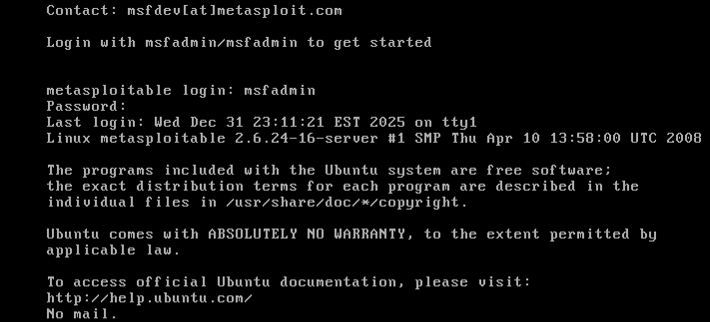 Contact: msfdev[at]metasploit.com
Login with msfadmin/msfadmin to get started
metasploitable login: msfadmin
Password:
Last login: Wed Dec 31 23:11:21 EST 2025 on tty1
Linux metasploitable 2.6.24-16-server #1 SMP Thu Apr 10 13:58:00 UTC 2008
The programs included with the Ubuntu system are free software;
the exact distribution terms for each program are described in the
individual files in /usr/share/doc/*/copyright.
Ubuntu comes with ABSOLUTELY NO WARRANTY, to the extent permitted by
applicable law.
To access official Ubuntu documentation, please visit:
http://help.ubuntu.com/
No mail.